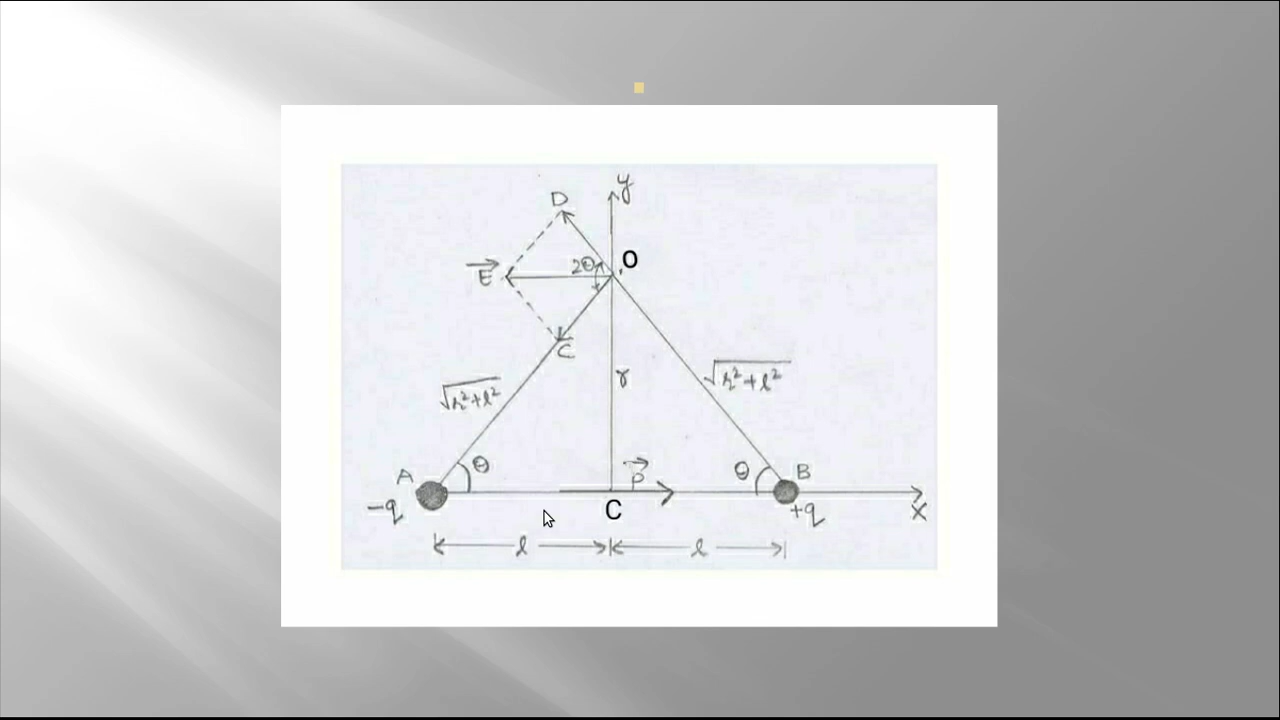 y
D
2θ
O
E
C
√r²+l²
r
√r²+l²
A
θ
P
θ
B
-q
C
+q
x
l
l